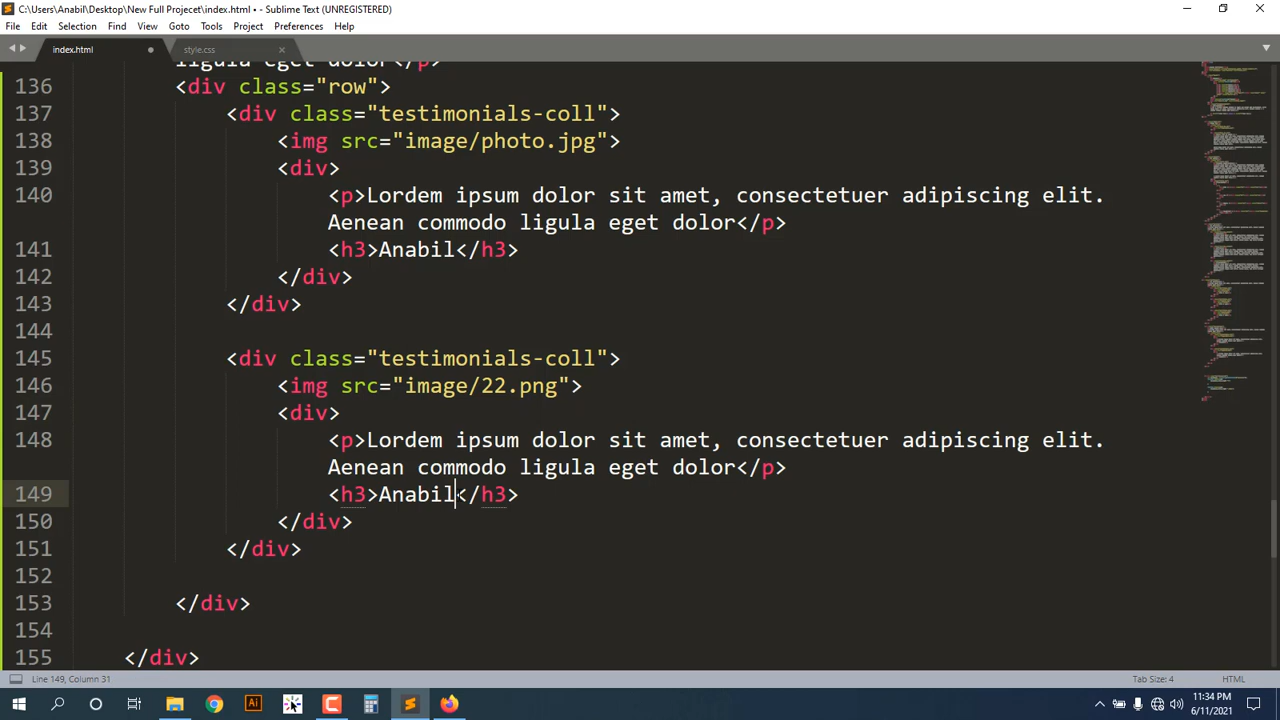 C:\Users\Anabil\Desktop\New Full Projecet\index.html • - Sublime Text (UNREGISTERED)
File Edit Selection Find View Goto Tools Project Preferences Help
index.html style.css
ligula eget dolor</p>
136 <div class="row">
137 <div class="testimonials-coll">
138 <img src="image/photo.jpg">
139 <div>
140 <p>Lordem ipsum dolor sit amet, consectetuer adipiscing elit.
Aenean commodo ligula eget dolor</p>
141 <h3>Anabil</h3>
142 </div>
143 </div>
144
145 <div class="testimonials-coll">
146 <img src="image/22.png">
147 <div>
148 <p>Lordem ipsum dolor sit amet, consectetuer adipiscing elit.
Aenean commodo ligula eget dolor</p>
149 <h3>Anabil</h3>
150 </div>
151 </div>
152
153 </div>
154
155 </div>
Line 149, Column 31 Tab Size: 4 HTML
Ai
11:34 PM
6/11/2021